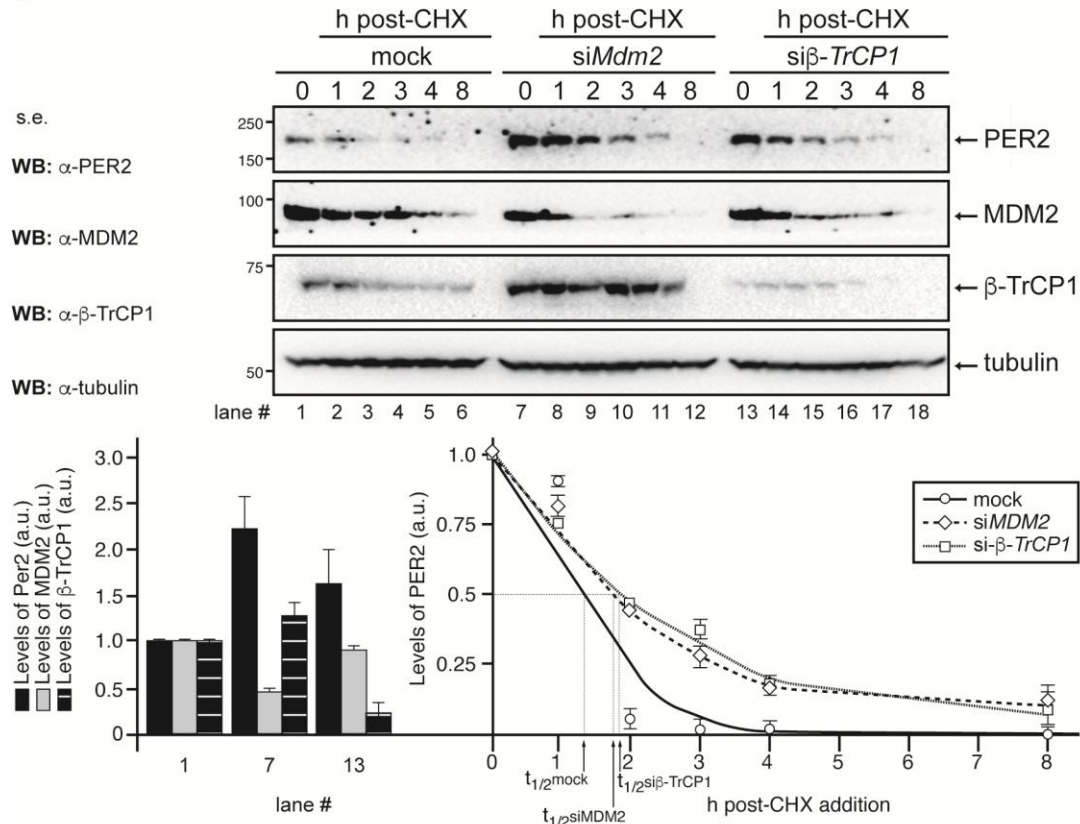 h post-CHX h post-CHX h post-CHX
mock siMdm2 siβ-TrCP1
0 1 2 3 4 8 0 1 2 3 4 8 0 1 2 3 4 8
s.e.
250
WB: α-PER2
150
PER2
100
WB: α-MDM2
MDM2
75
WB: α-β-TrCP1
β-TrCP1
50
WB: α-tubulin
tubulin
lane # 1 2 3 4 5 6 7 8 9 10 11 12 13 14 15 16 17 18
Levels of Per2 (a.u.)
Levels of MDM2 (a.u.)
Levels of β-TrCP1 (a.u.)
3.0
2.5
2.0
1.5
1.0
0.5
0
1 7 13
lane #
Levels of PER2 (a.u.)
1.0
0.75
0.5
0.25
0 1 2 3 4 5 6 7 8
mock
siMDM2
si-β-TrCP1
t1/2mock
t1/2siβ-TrCP1
t1/2siMDM2
h post-CHX addition